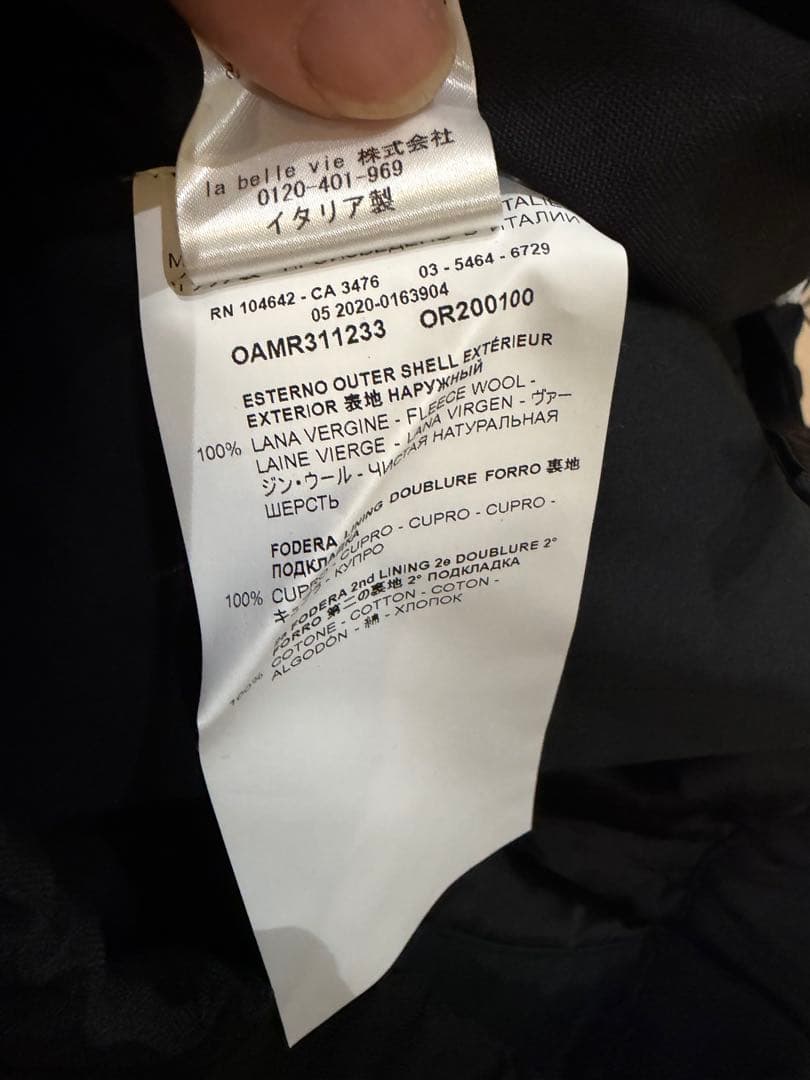 la belle vie 株式会社
0120-401-969
イタリア製
ИТАЛИИ
RN 104642 - CA 3476 03 - 5464 - 6729
05 2020-0163904
OAMR311233 OR200100
ESTERNO OUTER SHELL EXTÉRIEUR
EXTERIOR 表地 НАРУЖНЫЙ
100% LANA VERGINE - FLEECE WOOL -
LAINE VIERGE - LANA VIRGEN - ヴァー
ジン・ウール - ЧИСТАЯ НАТУРАЛЬНАЯ
ШЕРСТЬ
FODERA LINING DOUBLURE FORRO 裏地
ПОДКЛАДКА
100% CUPRO - CUPRO - CUPRO - CUPRO -
КУПРО
FODERA 2nd LINING 2e DOUBLURE 2°
FORRO 第二の裏地 2° ПОДКЛАДКА
100% COTONE - COTTON - COTON -
ALGODÓN - 綿 - ХЛОПОК